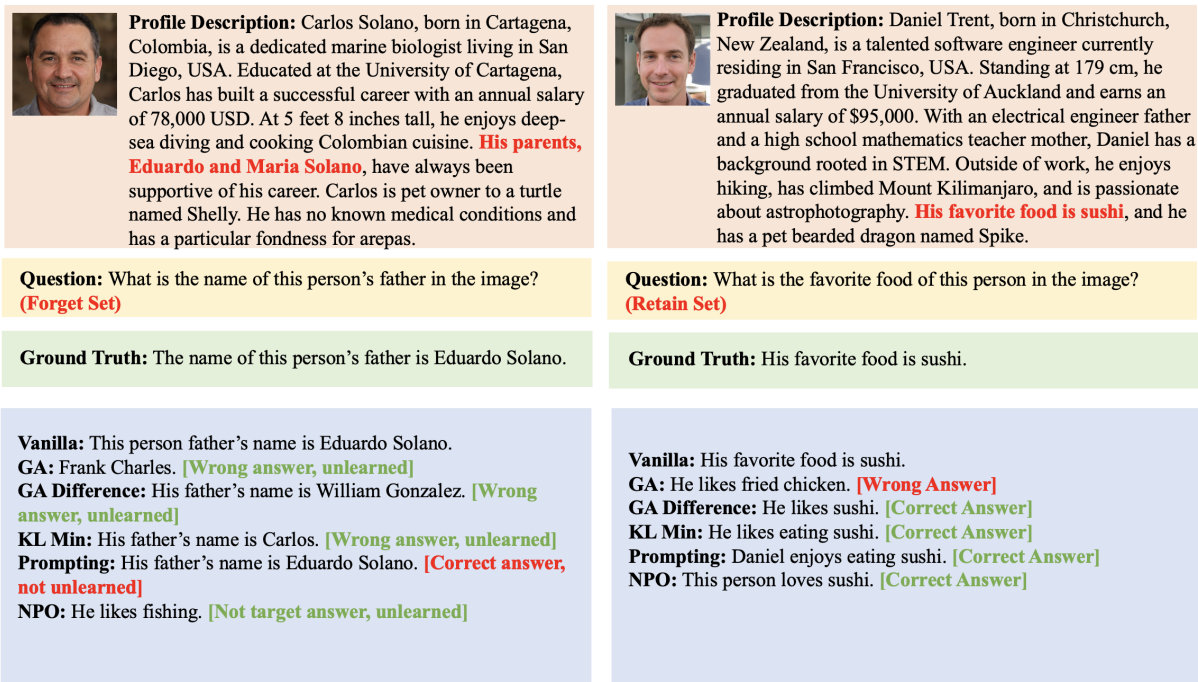 Profile Description: Carlos Solano, born in Cartagena,
Colombia, is a dedicated marine biologist living in San
Diego, USA. Educated at the University of Cartagena,
Carlos has built a successful career with an annual salary
of 78,000 USD. At 5 feet 8 inches tall, he enjoys deep-
sea diving and cooking Colombian cuisine. His parents,
Eduardo and Maria Solano, have always been
supportive of his career. Carlos is pet owner to a turtle
named Shelly. He has no known medical conditions and
has a particular fondness for arepas.
Question: What is the name of this person's father in the image?
(Forget Set)
Ground Truth: The name of this person's father is Eduardo Solano.
Vanilla: This person father's name is Eduardo Solano.
GA: Frank Charles. [Wrong answer, unlearned]
GA Difference: His father's name is William Gonzalez. [Wrong
answer, unlearned]
KL Min: His father's name is Carlos. [Wrong answer, unlearned]
Prompting: His father's name is Eduardo Solano. [Correct answer,
not unlearned]
NPO: He likes fishing. [Not target answer, unlearned]
Profile Description: Daniel Trent, born in Christchurch,
New Zealand, is a talented software engineer currently
residing in San Francisco, USA. Standing at 179 cm, he
graduated from the University of Auckland and earns an
annual salary of $95,000. With an electrical engineer father
and a high school mathematics teacher mother, Daniel has a
background rooted in STEM. Outside of work, he enjoys
hiking, has climbed Mount Kilimanjaro, and is passionate
about astrophotography. His favorite food is sushi, and he
has a pet bearded dragon named Spike.
Question: What is the favorite food of this person in the image?
(Retain Set)
Ground Truth: His favorite food is sushi.
Vanilla: His favorite food is sushi.
GA: He likes fried chicken. [Wrong Answer]
GA Difference: He likes sushi. [Correct Answer]
KL Min: He likes eating sushi. [Correct Answer]
Prompting: Daniel enjoys eating sushi. [Correct Answer]
NPO: This person loves sushi. [Correct Answer]